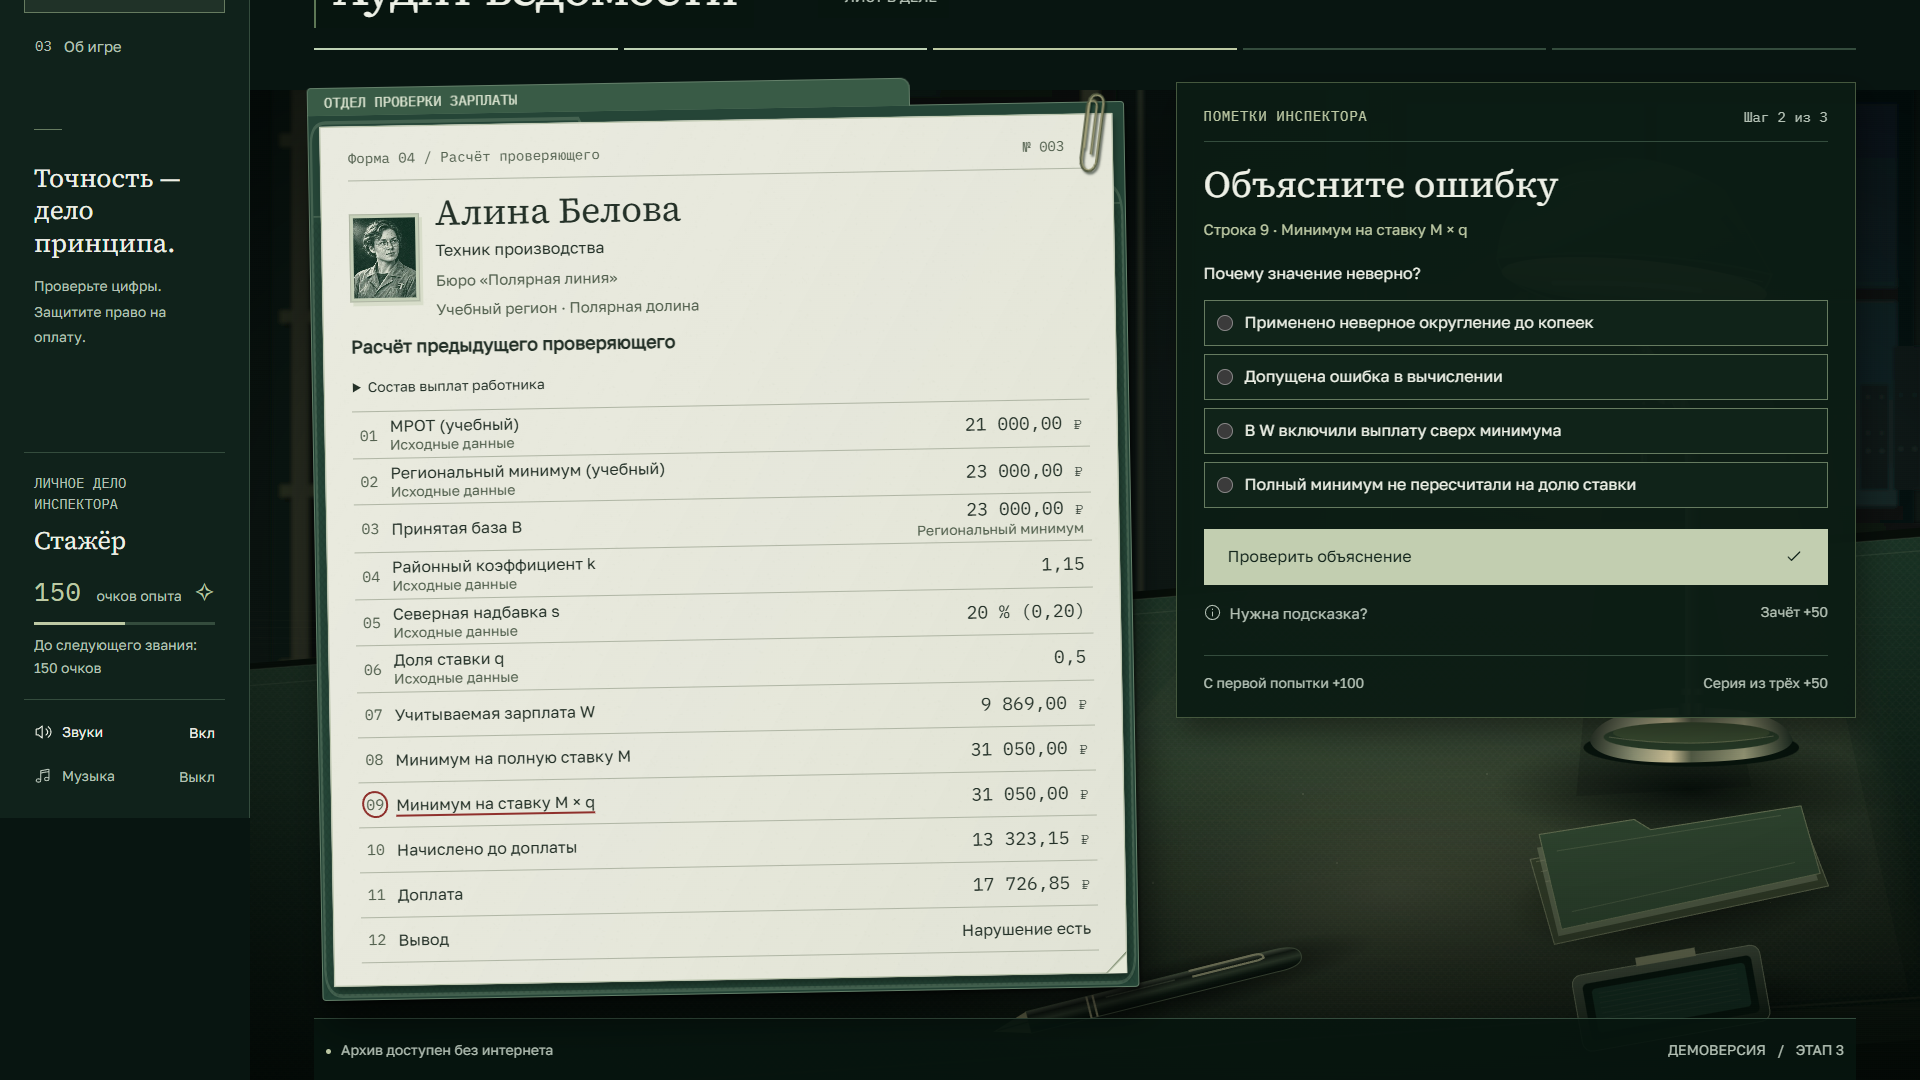 03 Об игре
Точность —
дело
принципа.
Проверьте цифры.
Защитите право на
оплату.
ЛИЧНОЕ ДЕЛО
ИНСПЕКТОРА
Стажёр
150 очков опыта
До следующего звания:
150 очков
Звуки Вкл
Музыка Выкл
Аудит ведомости
ЛИСТ В ДЕЛЕ
ОТДЕЛ ПРОВЕРКИ ЗАРПЛАТЫ
Форма 04 / Расчёт проверяющего № 003
Алина Белова
Техник производства
Бюро «Полярная линия»
Учебный регион · Полярная долина
Расчёт предыдущего проверяющего
Состав выплат работника
01 МРОТ (учебный) 21 000,00 ₽
Исходные данные
02 Региональный минимум (учебный) 23 000,00 ₽
Исходные данные
03 Принятая база B 23 000,00 ₽
Региональный минимум
04 Районный коэффициент k 1,15
Исходные данные
05 Северная надбавка s 20 % (0,20)
Исходные данные
06 Доля ставки q 0,5
Исходные данные
07 Учитываемая зарплата W 9 869,00 ₽
08 Минимум на полную ставку M 31 050,00 ₽
09 Минимум на ставку M × q 31 050,00 ₽
10 Начислено до доплаты 13 323,15 ₽
11 Доплата 17 726,85 ₽
12 Вывод Нарушение есть
ПОМЕТКИ ИНСПЕКТОРА Шаг 2 из 3
Объясните ошибку
Строка 9 · Минимум на ставку M × q
Почему значение неверно?
Применено неверное округление до копеек
Допущена ошибка в вычислении
В W включили выплату сверх минимума
Полный минимум не пересчитали на долю ставки
Проверить объяснение
Нужна подсказка? Зачёт +50
С первой попытки +100 Серия из трёх +50
Архив доступен без интернета
ДЕМОВЕРСИЯ / ЭТАП 3